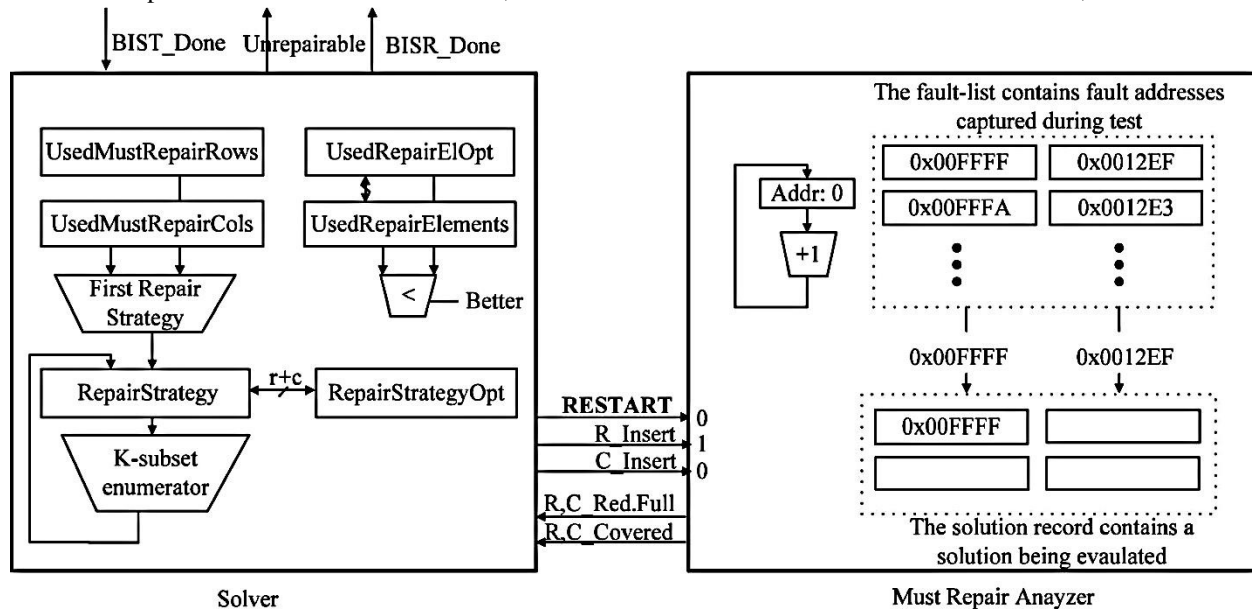 BIST_Done
Unrepairable
BISR_Done
UsedMustRepairRows
UsedRepairElOpt
UsedMustRepairCols
UsedRepairElements
First Repair
Strategy
<
Better
RepairStrategy
r+c
RepairStrategyOpt
K-subset
enumerator
RESTART
0
R_Insert
1
C_Insert
0
R,C_Red.Full
R,C_Covered
Solver
The fault-list contains fault addresses
captured during test
Addr: 0
+1
0x00FFFF
0x0012EF
0x00FFFA
0x0012E3
0x00FFFF
0x0012EF
0x00FFFF
The solution record contains a
solution being evaulated
Must Repair Anayzer